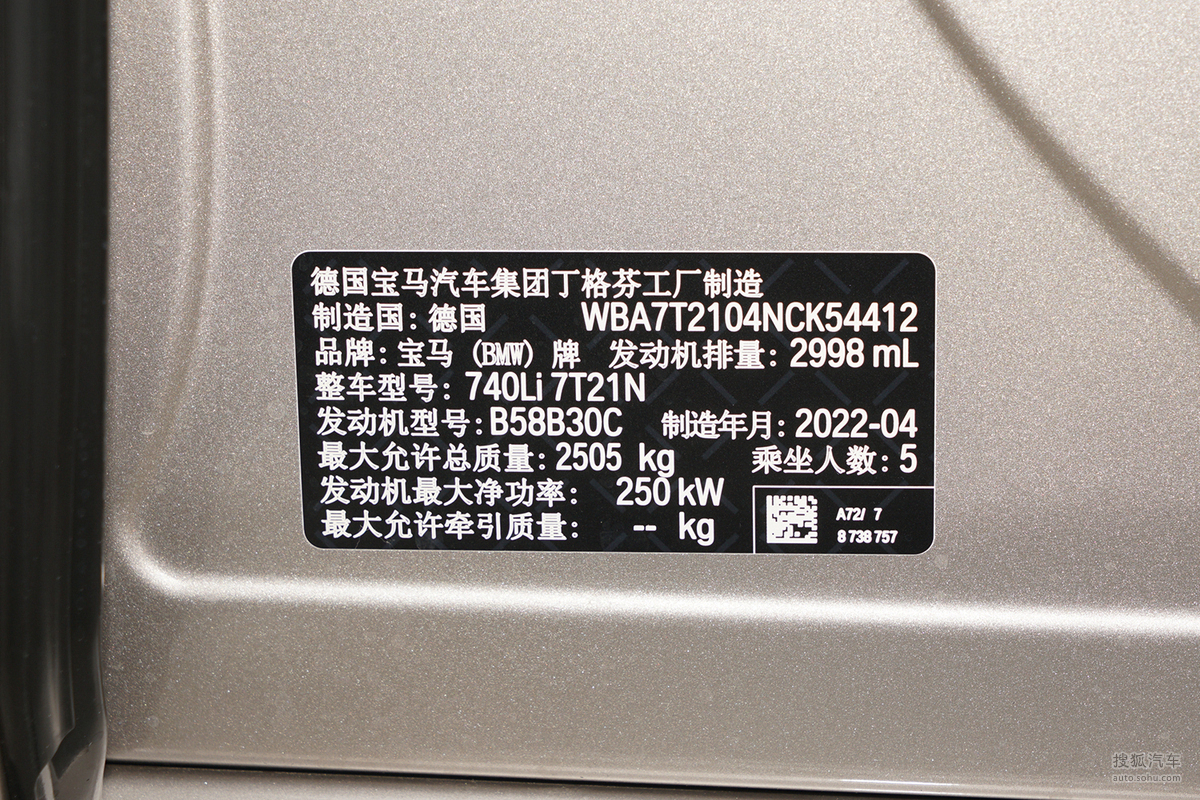 德国宝马汽车集团丁格芬工厂制造
制造国：德国 WBA7T2104NCK54412
品牌：宝马（BMW）牌 发动机排量：2998 mL
整车型号：740Li 7T21N
发动机型号：B58B30C 制造年月：2022-04
最大允许总质量：2505 kg 乘坐人数：5
发动机最大净功率： 250 kW
最大允许牵引质量： -- kg
A72/ 7
8 738 757
搜狐汽车
auto.sohu.com